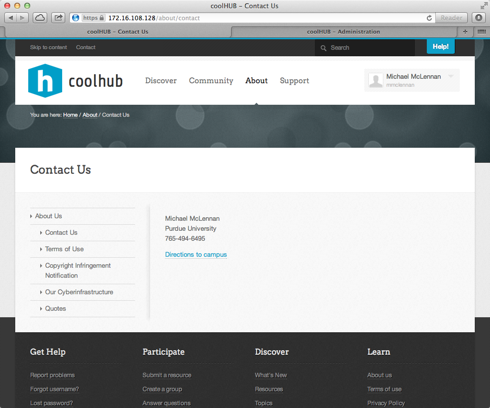 coolHUB – Contact Us
https 172.16.108.128/about/contact
Reader
coolHUB – Contact Us
coolHUB – Administration
Skip to content
Contact
Search
Help!
h coolhub
Discover
Community
About
Support
Michael McLennan
mmclennan
You are here: Home / About / Contact Us
Contact Us
About Us
Contact Us
Terms of Use
Copyright Infringement
Notification
Our Cyberinfrastructure
Quotes
Michael McLennan
Purdue University
765-494-6495
Directions to campus
Get Help
Report problems
Forgot username?
Lost password?
Participate
Submit a resource
Create a group
Answer questions
Discover
What's New
Resources
Topics
Learn
About us
Terms of use
Privacy Policy